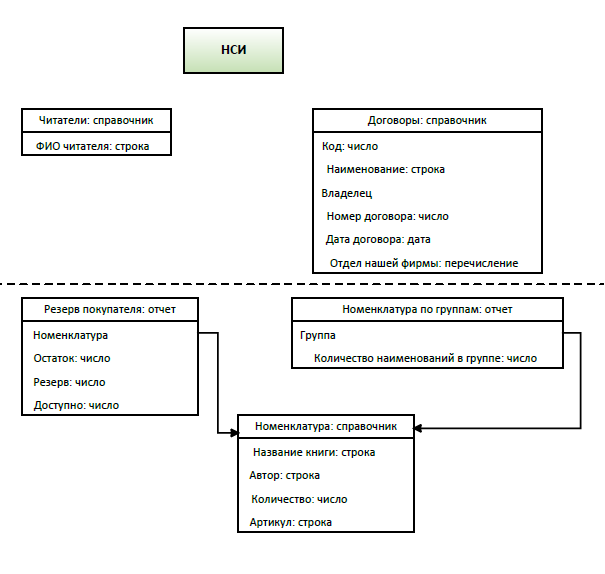 НСИ
Читатели: справочник
ФИО читателя: строка
Договоры: справочник
Код: число
Наименование: строка
Владелец
Номер договора: число
Дата договора: дата
Отдел нашей фирмы: перечисление
Резерв покупателя: отчет
Номенклатура
Остаток: число
Резерв: число
Доступно: число
Номенклатура по группам: отчет
Группа
Количество наименований в группе: число
Номенклатура: справочник
Название книги: строка
Автор: строка
Количество: число
Артикул: строка